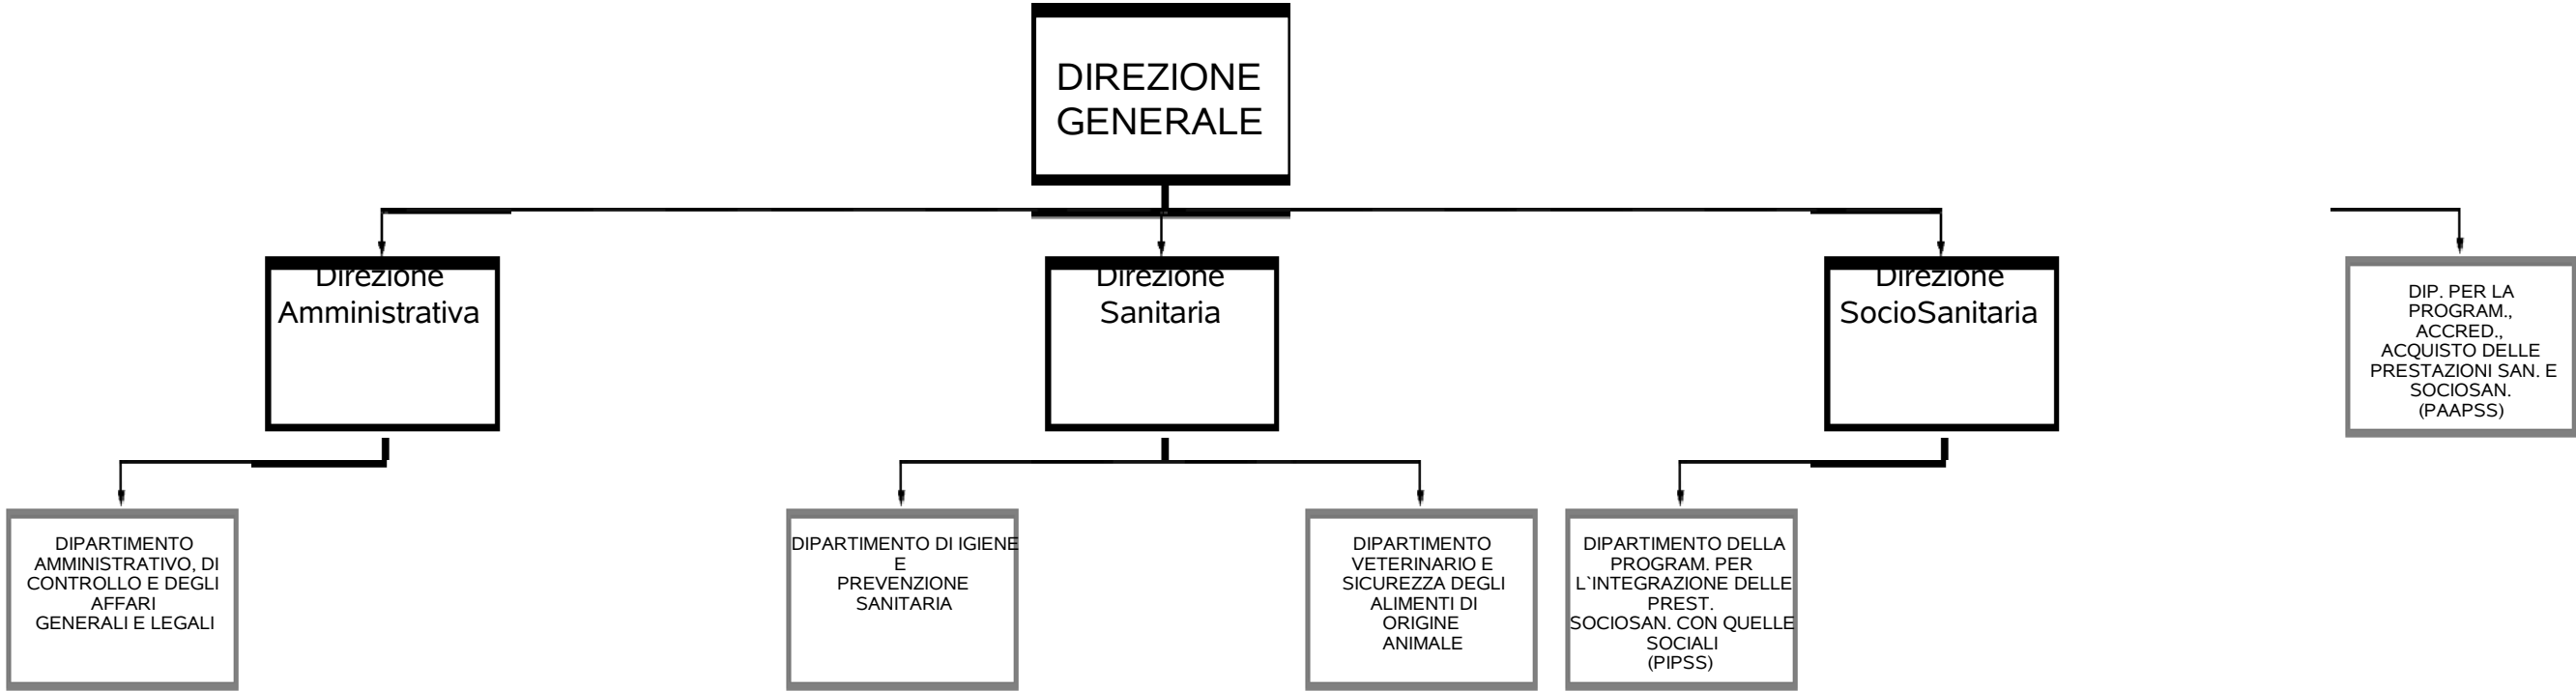 DIREZIONE
GENERALE
Direzione
Amministrativa
Direzione
Sanitaria
Direzione
SocioSanitaria
DIP. PER LA
PROGRAM.,
ACCRED.,
ACQUISTO DELLE
PRESTAZIONI SAN. E
SOCIOSAN.
(PAAPSS)
DIPARTIMENTO
AMMINISTRATIVO, DI
CONTROLLO E DEGLI
AFFARI
GENERALI E LEGALI
DIPARTIMENTO DI IGIENE
E
PREVENZIONE
SANITARIA
DIPARTIMENTO
VETERINARIO E
SICUREZZA DEGLI
ALIMENTI DI
ORIGINE
ANIMALE
DIPARTIMENTO DELLA
PROGRAM. PER
L`INTEGRAZIONE DELLE
PREST.
SOCIOSAN. CON QUELLE
SOCIALI
(PIPSS)